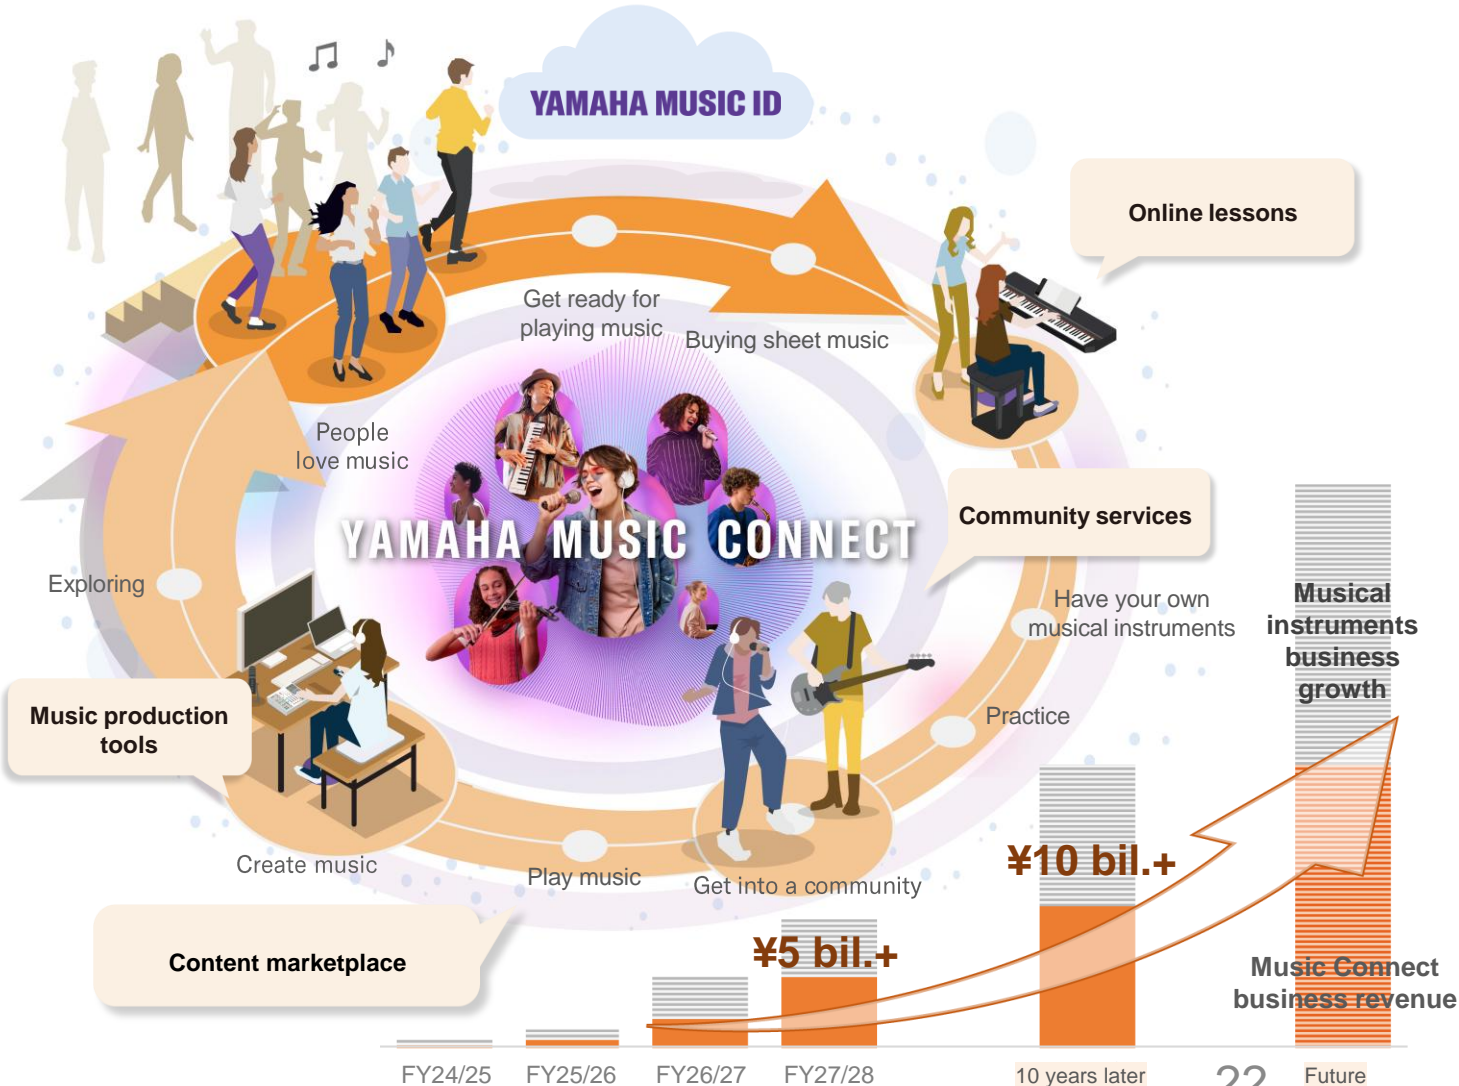 YAMAHA MUSIC ID
Online lessons
Get ready for
playing music
Buying sheet music
People
love music
YAMAHA MUSIC CONNECT
Community services
Exploring
Have your own
musical instruments
Musical
instruments
business
growth
Music production
tools
Practice
Create music
Play music
Get into a community
¥10 bil.+
Content marketplace
¥5 bil.+
Music Connect
business revenue
FY24/25
FY25/26
FY26/27
FY27/28
10 years later
22
Future